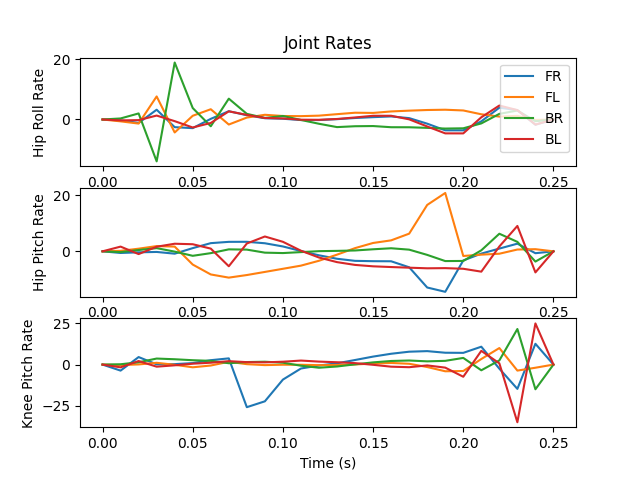 Joint Rates
Hip Roll Rate
20
0
FR
FL
BR
BL
0.00 0.05 0.10 0.15 0.20 0.25
Hip Pitch Rate
20
0
0.00 0.05 0.10 0.15 0.20 0.25
Knee Pitch Rate
25
0
−25
0.00 0.05 0.10 0.15 0.20 0.25
Time (s)